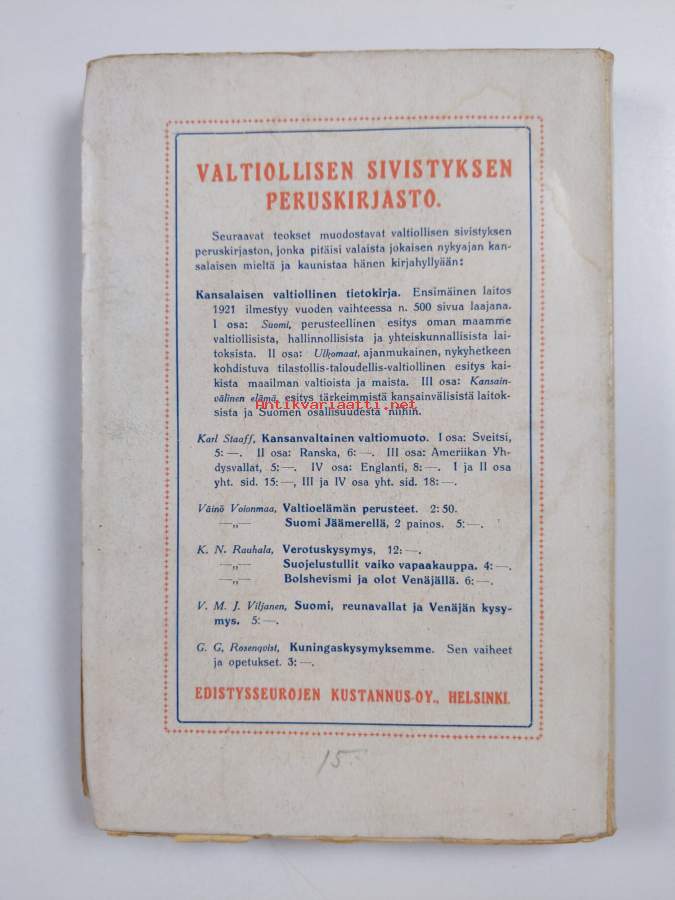 VALTIOLLISEN SIVISTYKSEN
PERUSKIRJASTO.
Seuraavat teokset muodostavat valtiollisen sivistyksen
peruskirjaston, jonka pitäisi valaista jokaisen nykyajan kan-
salaisen mieltä ja kaunistaa hänen kirjahyllyään:
Kansalaisen valtiollinen tietokirja. Ensimäinen laitos
1921 ilmestyy vuoden vaihteessa n. 500 sivua laajana.
I osa: Suomi, perusteellinen esitys oman maamme
valtiollisista, hallinnollisista ja yhteiskunnallisista lai-
toksista. II osa: Ulkomaat, ajanmukainen, nykyhetkeen
kohdistuva tilastollis-taloudellis-valtiollinen esitys kai-
kista maailman valtioista ja maista. III osa: Kansain-
välinen elämä, esitys tärkeimmistä kansainvälisistä laitok-
sista ja Suomen osallisuudesta niihin.
Antikvariaatti.net
Karl Staaff, Kansanvaltainen valtiomuoto. I osa: Sveitsi,
5: —. II osa: Ranska, 6: —. III osa: Ameriikan Yh-
dysvallat, 5: —. IV osa: Englanti, 8: —. I ja II osa
yht. sid. 15: —, III ja IV osa yht. sid. 18: —.
Väinö Voionmaa, Valtioelämän perusteet. 2: 50.
—„— Suomi Jäämerellä, 2 painos. 5: —.
K. N. Rauhala, Verotuskysymys, 12: —.
—„— Suojelustullit vaiko vapaakauppa. 4: —.
—„— Bolshevismi ja olot Venäjällä. 6: —.
V. M. J. Viljanen, Suomi, reunavallat ja Venäjän kysy-
mys. 5: —.
G. G, Rosenqvist, Kuningaskysymyksemme. Sen vaiheet
ja opetukset. 3: —.
EDISTYSSEUROJEN KUSTANNUS-OY., HELSINKI.
15.-